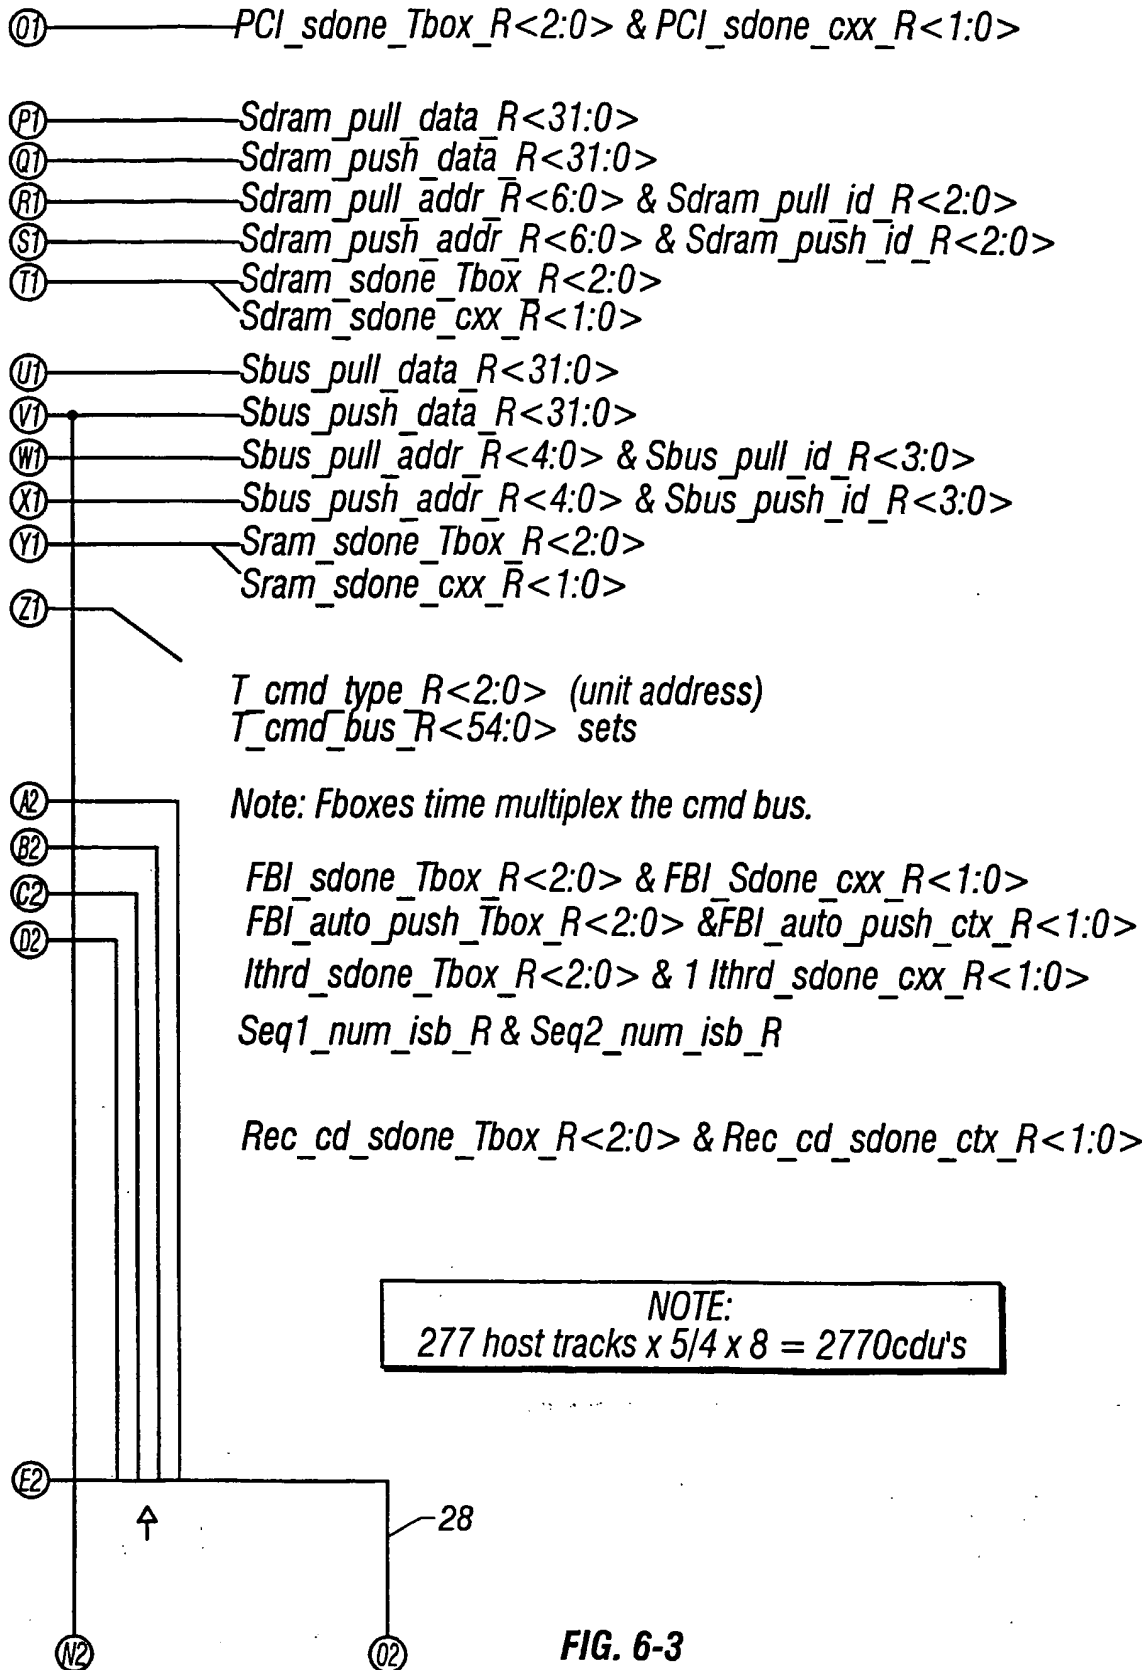 O1 PCI_sdone_Tbox_R<2:0> & PCI_sdone_cxx_R<1:0>
P1 Sdram_pull_data_R<31:0>
Q1 Sdram_push_data_R<31:0>
R1 Sdram_pull_addr_R<6:0> & Sdram_pull_id_R<2:0>
S1 Sdram_push_addr_R<6:0> & Sdram_push_id_R<2:0>
T1 Sdram_sdone_Tbox_R<2:0>
Sdram_sdone_cxx_R<1:0>
U1 Sbus_pull_data_R<31:0>
V1 Sbus_push_data_R<31:0>
W1 Sbus_pull_addr_R<4:0> & Sbus_pull_id_R<3:0>
X1 Sbus_push_addr_R<4:0> & Sbus_push_id_R<3:0>
Y1 Sram_sdone_Tbox_R<2:0>
Sram_sdone_cxx_R<1:0>
Z1
T_cmd_type_R<2:0> (unit address)
T_cmd_bus_R<54:0> sets
A2 Note: Fboxes time multiplex the cmd bus.
B2
FBI_sdone_Tbox_R<2:0> & FBI_Sdone_cxx_R<1:0>
C2
FBI_auto_push_Tbox_R<2:0> &FBI_auto_push_ctx_R<1:0>
D2
Ithrd_sdone_Tbox_R<2:0> & 1 Ithrd_sdone_cxx_R<1:0>
Seq1_num_isb_R & Seq2_num_isb_R
Rec_cd_sdone_Tbox_R<2:0> & Rec_cd_sdone_ctx_R<1:0>
NOTE:
277 host tracks x 5/4 x 8 = 2770cdu's
E2
28
N2 O2 FIG. 6-3